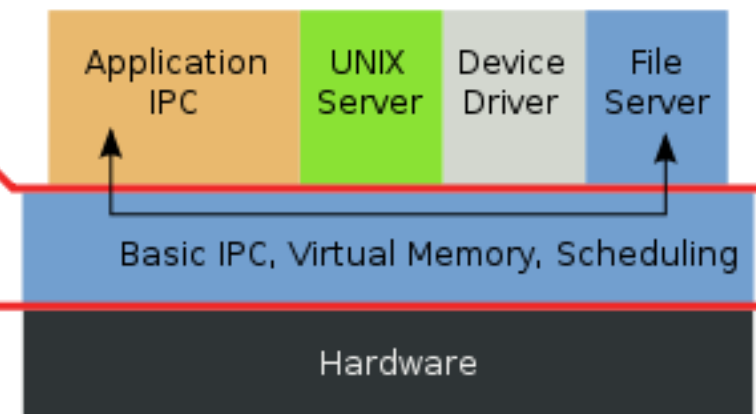 Application
IPC
UNIX
Server
Device
Driver
File
Server
Basic IPC, Virtual Memory, Scheduling
Hardware